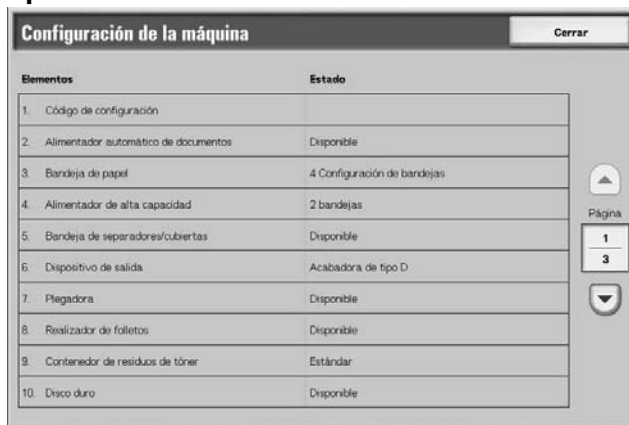 Configuración de la máquina Cerrar
Elementos Estado
1. Código de configuración
2. Alimentador automático de documentos Disponible
3. Bandeja de papel 4 Configuración de bandejas
4. Alimentador de alta capacidad 2 bandejas
5. Bandeja de separadores/cubiertas Disponible
6. Dispositivo de salida Acabadora de tipo D
7. Plegadora Disponible
8. Realizador de folletos Disponible
9. Contenedor de residuos de tóner Estándar
10. Disco duro Disponible
Página
1
3